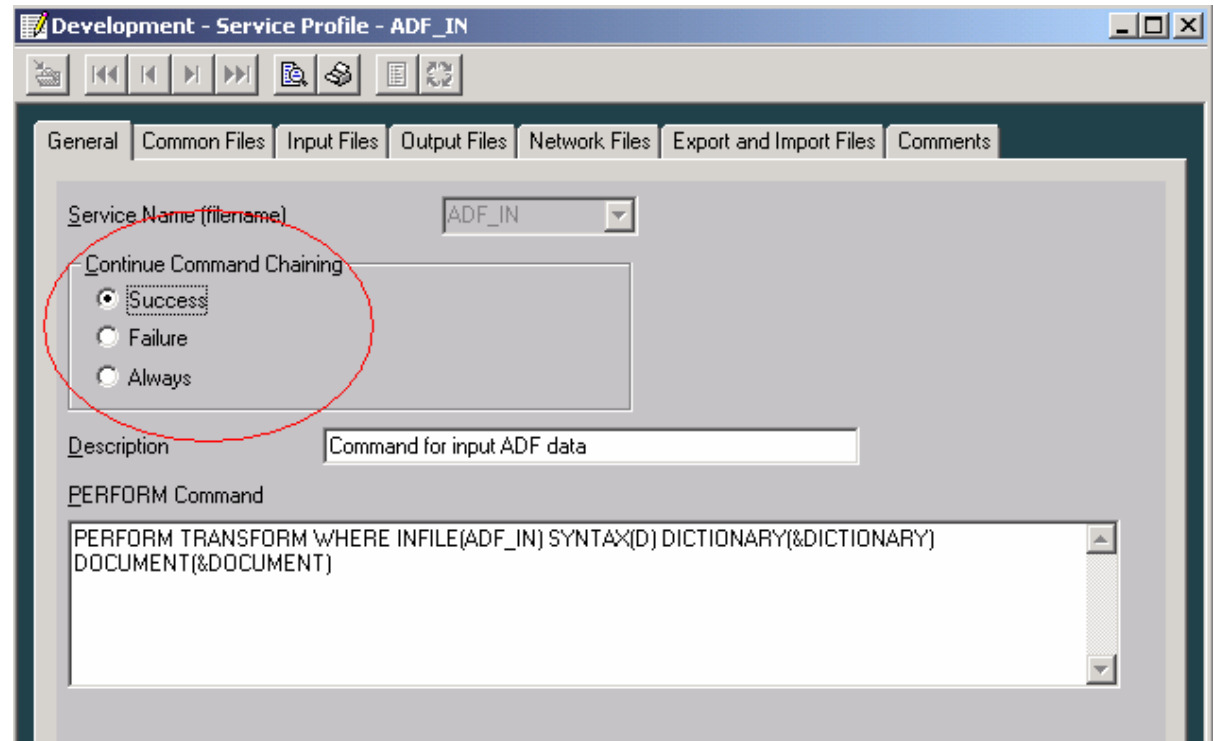 Development - Service Profile - ADF_IN
General Common Files Input Files Output Files Network Files Export and Import Files Comments
Service Name (filename) ADF_IN
Continue Command Chaining
Success
Failure
Always
Description Command for input ADF data
PERFORM Command
PERFORM TRANSFORM WHERE INFILE(ADF_IN) SYNTAX(D) DICTIONARY(&DICTIONARY)
DOCUMENT(&DOCUMENT)